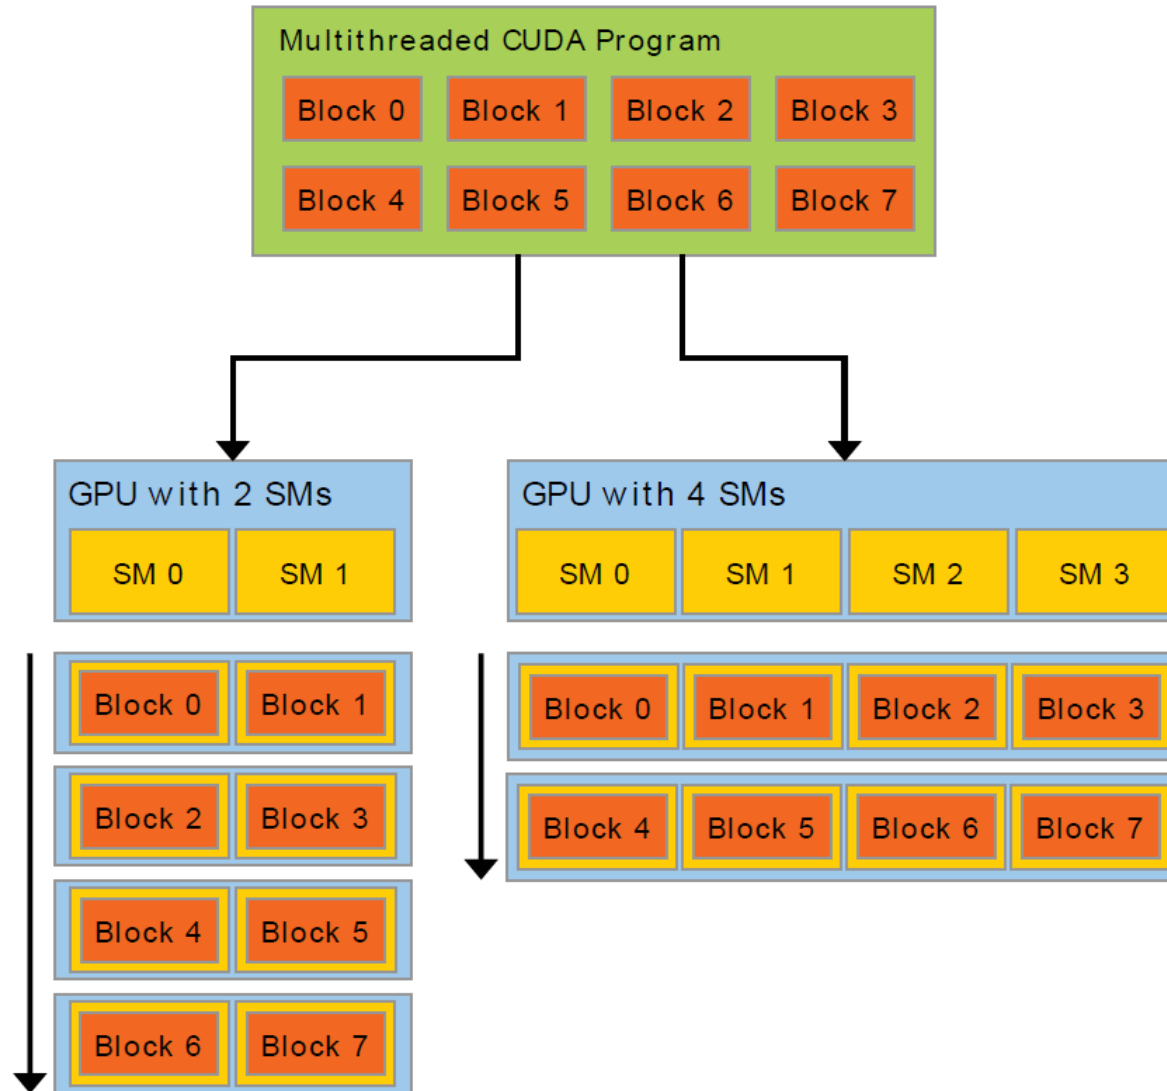 Multithreaded CUDA Program
Block 0 Block 1 Block 2 Block 3
Block 4 Block 5 Block 6 Block 7
GPU with 2 SMs
SM 0 SM 1
Block 0 Block 1
Block 2 Block 3
Block 4 Block 5
Block 6 Block 7
GPU with 4 SMs
SM 0 SM 1 SM 2 SM 3
Block 0 Block 1 Block 2 Block 3
Block 4 Block 5 Block 6 Block 7